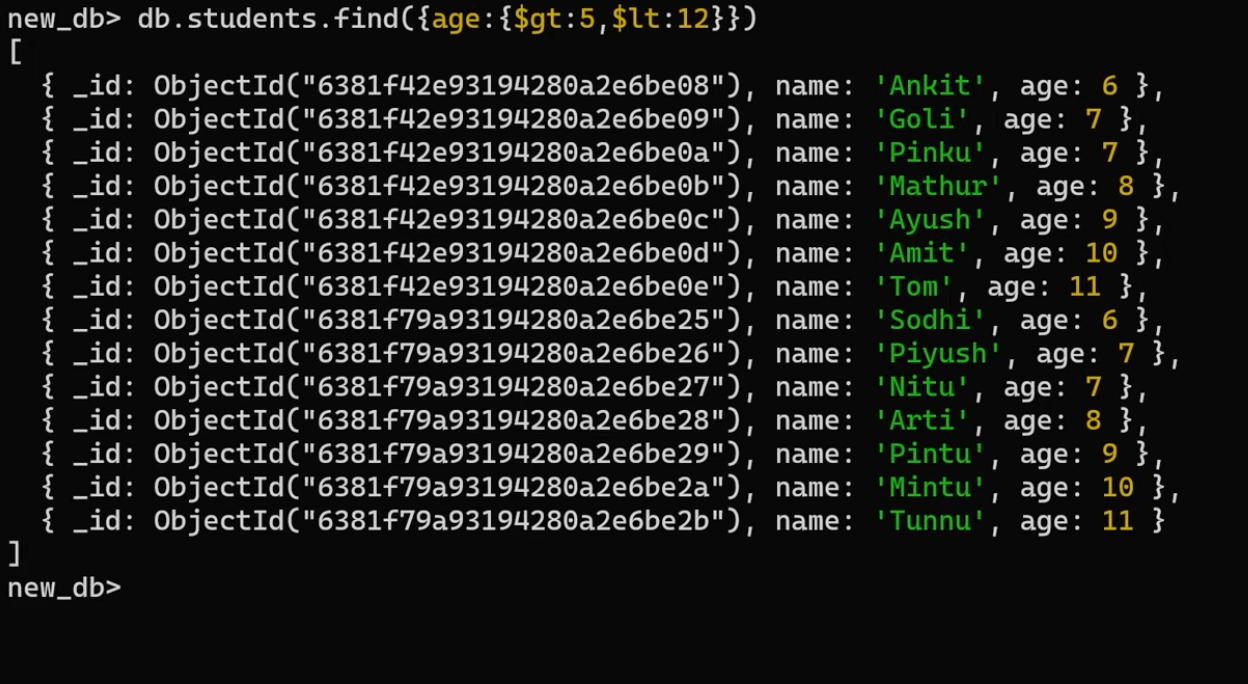 new_db> db.students.find({age:{$gt:5,$lt:12}})
[
  { _id: ObjectId("6381f42e93194280a2e6be08"), name: 'Ankit', age: 6 },
  { _id: ObjectId("6381f42e93194280a2e6be09"), name: 'Goli', age: 7 },
  { _id: ObjectId("6381f42e93194280a2e6be0a"), name: 'Pinku', age: 7 },
  { _id: ObjectId("6381f42e93194280a2e6be0b"), name: 'Mathur', age: 8 },
  { _id: ObjectId("6381f42e93194280a2e6be0c"), name: 'Ayush', age: 9 },
  { _id: ObjectId("6381f42e93194280a2e6be0d"), name: 'Amit', age: 10 },
  { _id: ObjectId("6381f42e93194280a2e6be0e"), name: 'Tom', age: 11 },
  { _id: ObjectId("6381f79a93194280a2e6be25"), name: 'Sodhi', age: 6 },
  { _id: ObjectId("6381f79a93194280a2e6be26"), name: 'Piyush', age: 7 },
  { _id: ObjectId("6381f79a93194280a2e6be27"), name: 'Nitu', age: 7 },
  { _id: ObjectId("6381f79a93194280a2e6be28"), name: 'Arti', age: 8 },
  { _id: ObjectId("6381f79a93194280a2e6be29"), name: 'Pintu', age: 9 },
  { _id: ObjectId("6381f79a93194280a2e6be2a"), name: 'Mintu', age: 10 },
  { _id: ObjectId("6381f79a93194280a2e6be2b"), name: 'Tunnu', age: 11 }
]
new_db>